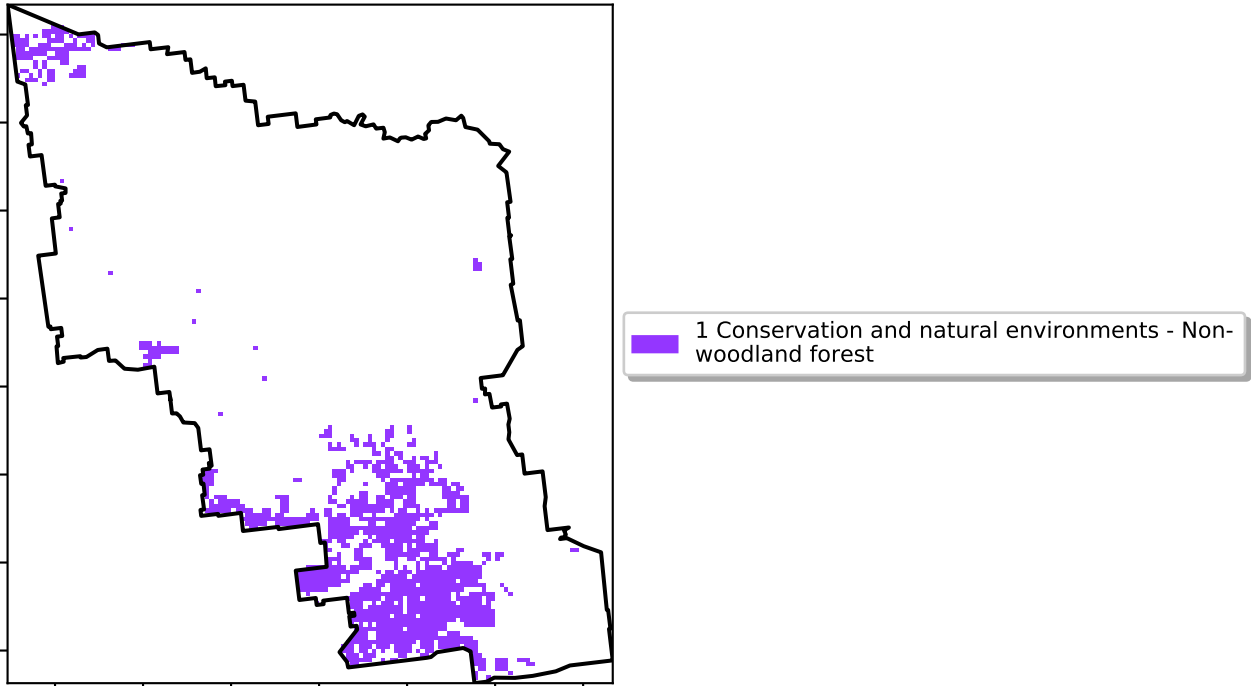 1 Conservation and natural environments - Non-
woodland forest